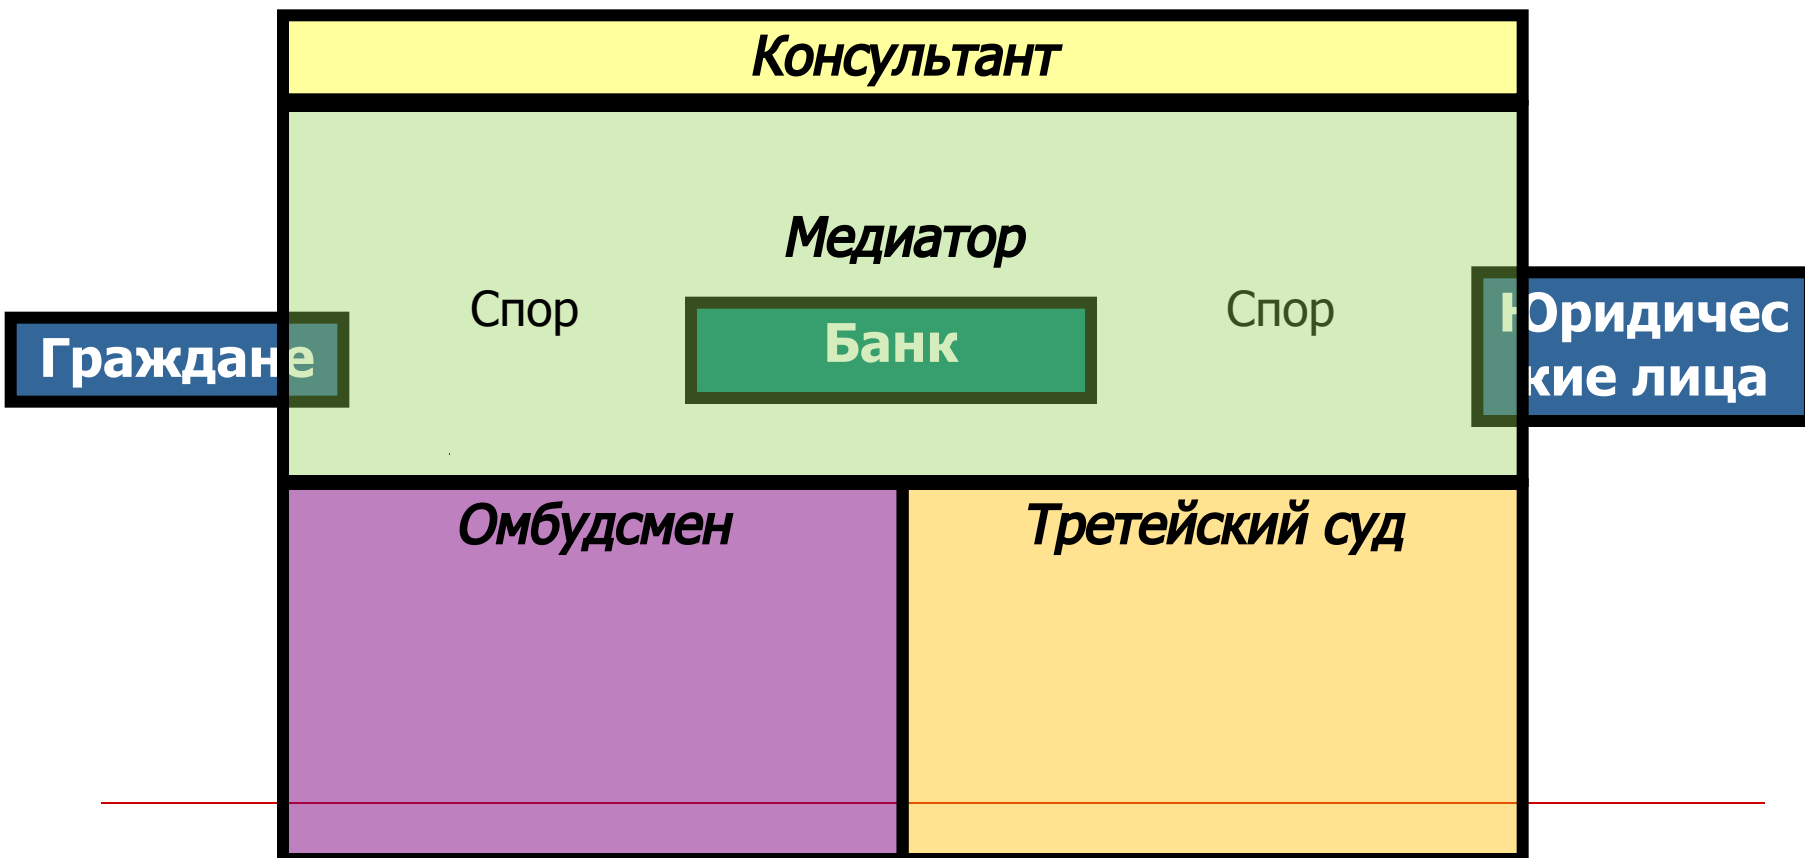 Консультант
Медиатор
Спор
Спор
Граждане
Банк
Юридичес
кие лица
Омбудсмен
Третейский суд